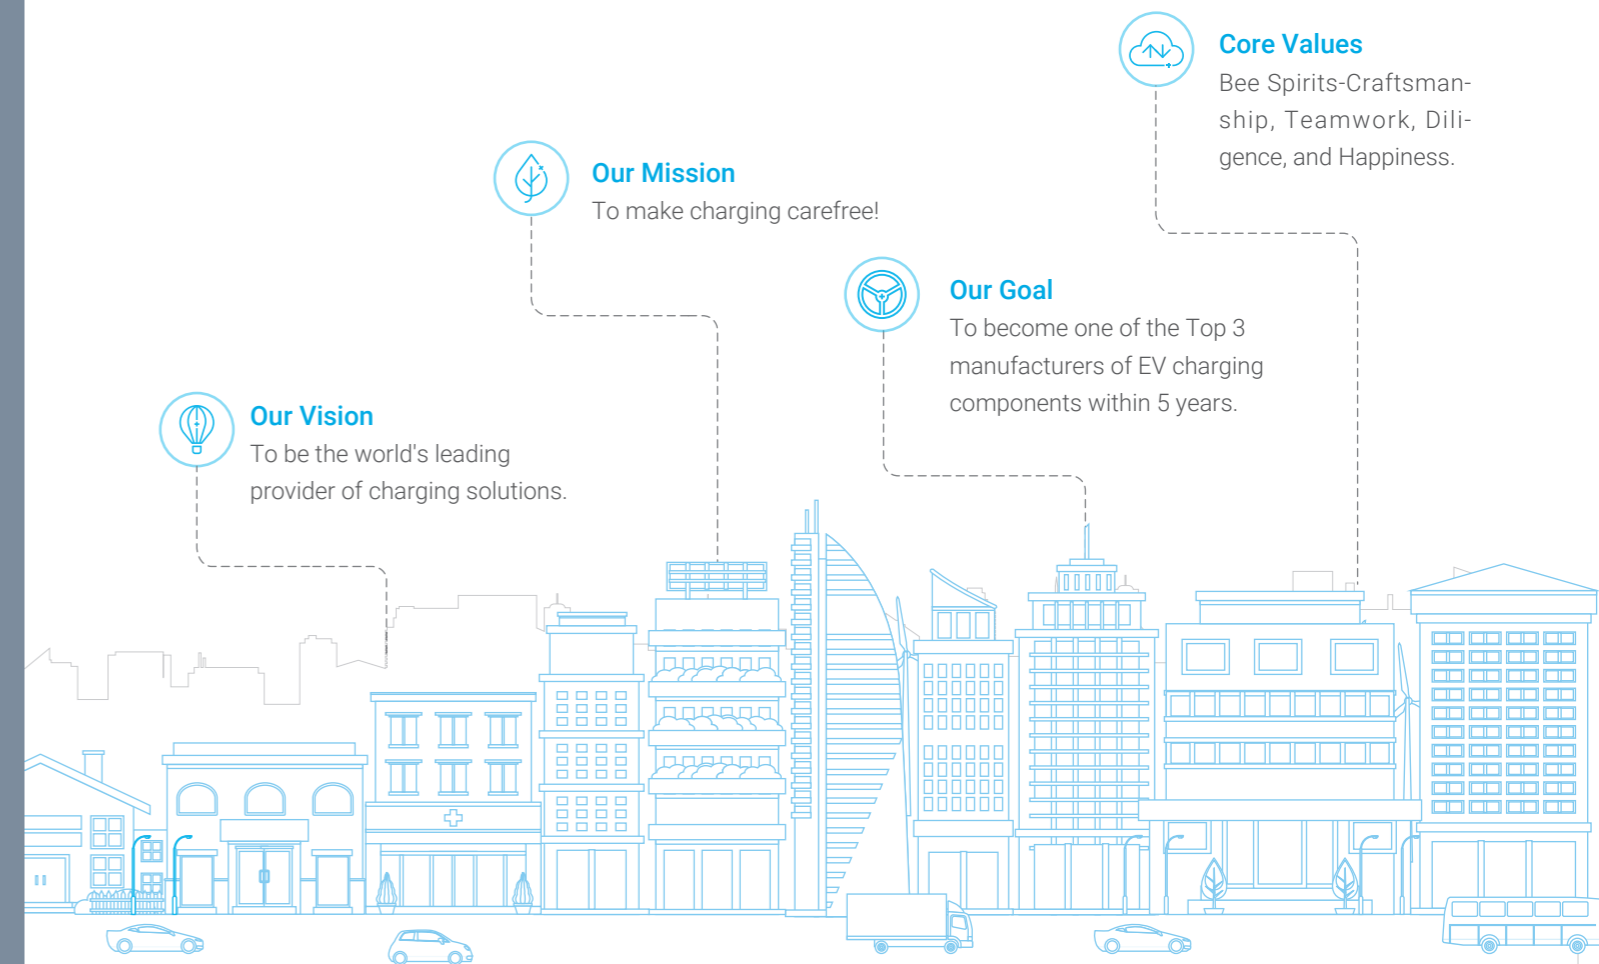 Core Values
Bee Spirits-Craftsman-
ship, Teamwork, Dili-
gence, and Happiness.
Our Mission
To make charging carefree!
Our Goal
To become one of the Top 3
manufacturers of EV charging
components within 5 years.
Our Vision
To be the world's leading
provider of charging solutions.